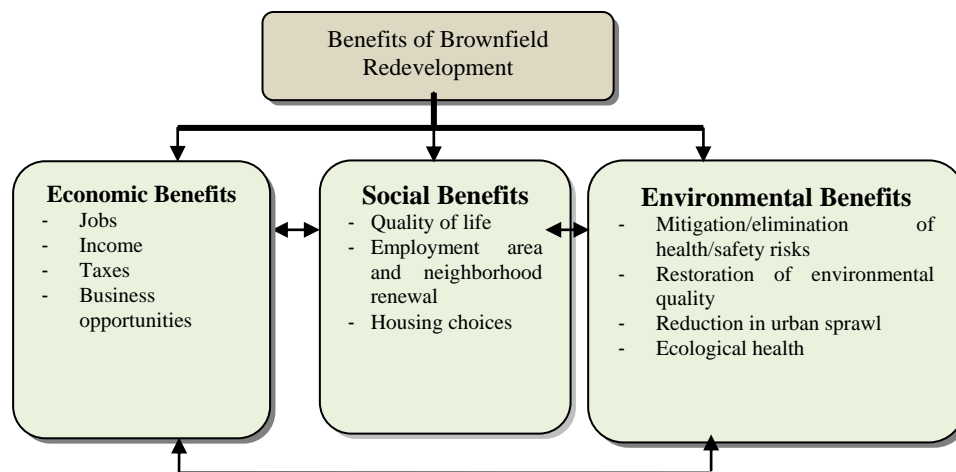 Benefits of Brownfield
Redevelopment
Economic Benefits
- Jobs
- Income
- Taxes
- Business
opportunities
Social Benefits
- Quality of life
- Employment area
and neighborhood
renewal
- Housing choices
Environmental Benefits
- Mitigation/elimination of
health/safety risks
- Restoration of environmental
quality
- Reduction in urban sprawl
- Ecological health